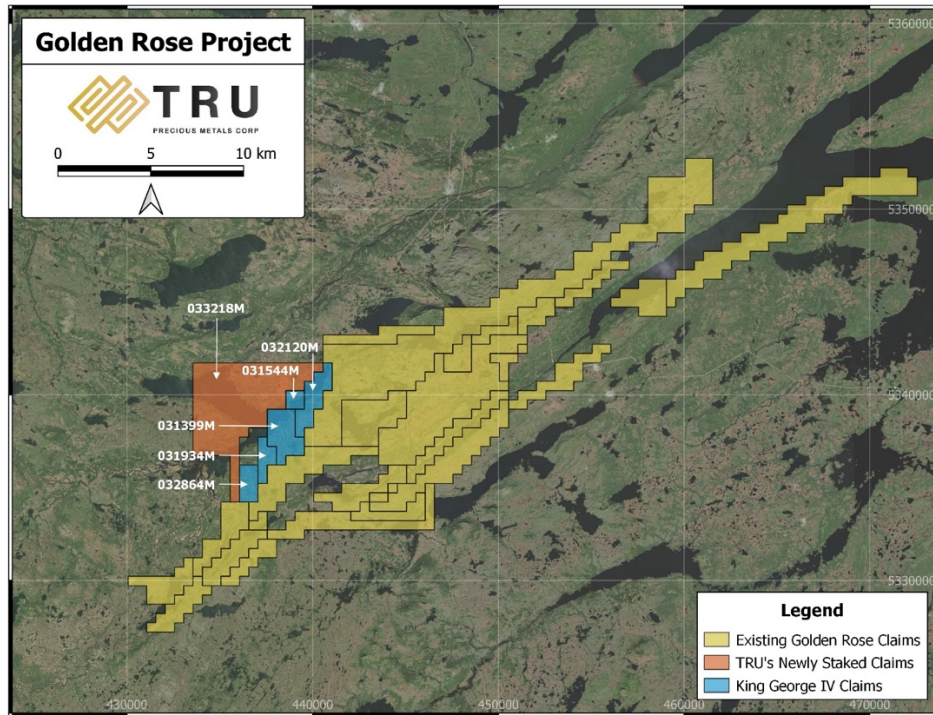 Golden Rose Project
TRU
PRECIOUS METALS CORP
0 5 10 km
5360000
5350000
033218M
032120M
031544M
5340000
031399M
031934M
032864M
5330000
Legend
Existing Golden Rose Claims
TRU's Newly Staked Claims
King George IV Claims
430000 440000 450000 460000 470000